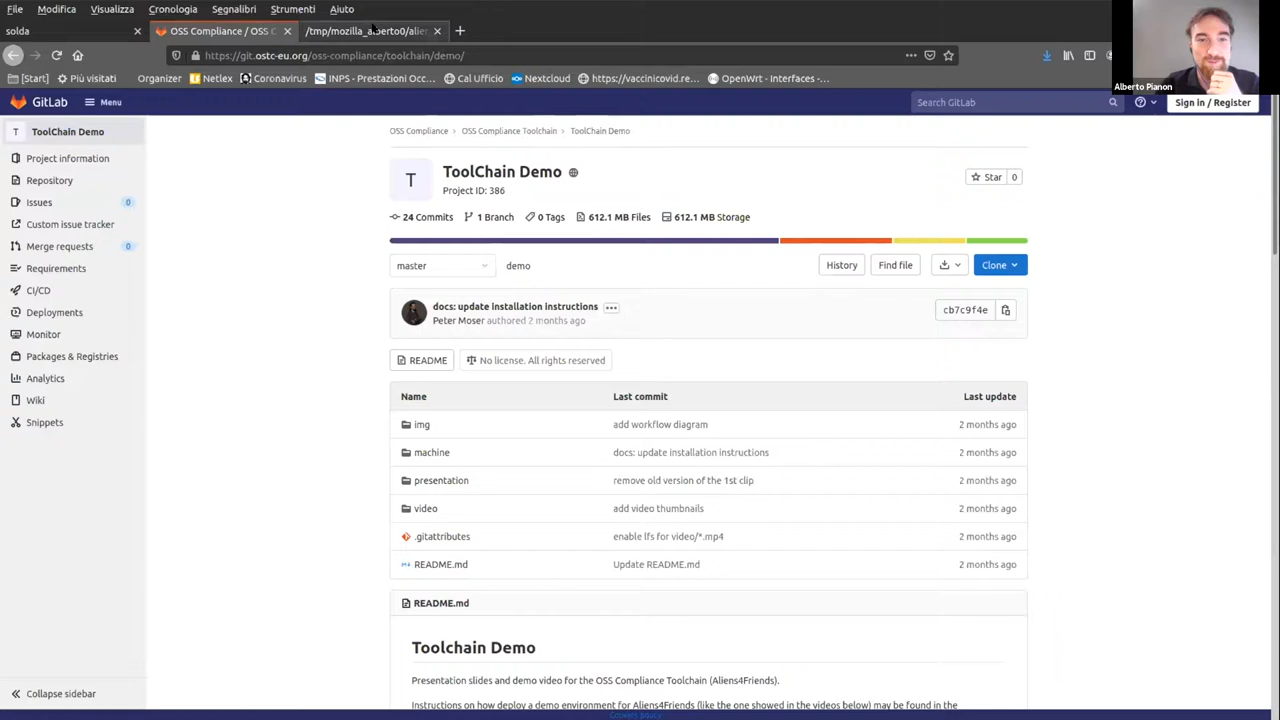 File Modifica Visualizza Cronologia Segnalibri Strumenti Aiuto
solda OSS Compliance / OSS C /tmp/mozilla_alberto0/alien
https://git.ostc-eu.org/oss-compliance/toolchain/demo/
[Start] Più visitati Organizer Netlex Coronavirus INPS - Prestazioni Occ... Cal Ufficio Nextcloud https://vaccinicovid.re... OpenWrt - Interfaces -...
Alberto Pianon
GitLab Menu Search GitLab Sign in / Register
T ToolChain Demo
Project information
Repository
Issues 0
Custom issue tracker
Merge requests 0
Requirements
CI/CD
Deployments
Monitor
Packages & Registries
Analytics
Wiki
Snippets
Collapse sidebar
OSS Compliance > OSS Compliance Toolchain > ToolChain Demo
T
ToolChain Demo
Project ID: 386
Star 0
24 Commits 1 Branch 0 Tags 612.1 MB Files 612.1 MB Storage
master demo History Find file Clone
docs: update installation instructions
Peter Moser authored 2 months ago
cb7c9f4e
README No license. All rights reserved
Name Last commit Last update
img add workflow diagram 2 months ago
machine docs: update installation instructions 2 months ago
presentation remove old version of the 1st clip 2 months ago
video add video thumbnails 2 months ago
.gitattributes enable lfs for video/*.mp4 2 months ago
README.md Update README.md 2 months ago
README.md
Toolchain Demo
Presentation slides and demo video for the OSS Compliance Toolchain (Aliens4Friends).
Instructions on how deploy a demo environment for Aliens4Friends (like the one showed in the videos below) may be found in the
Cookies policy